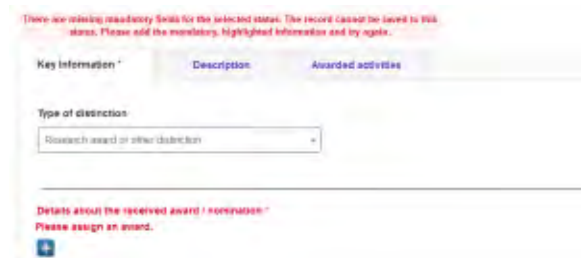 There are missing mandatory fields for the selected status. The record cannot be saved to this
status. Please add the mandatory, highlighted information and try again.
Key Information *
Description
Awarded activities
Type of distinction
Research award or other distinction
Details about the received award / nomination *
Please assign an award.